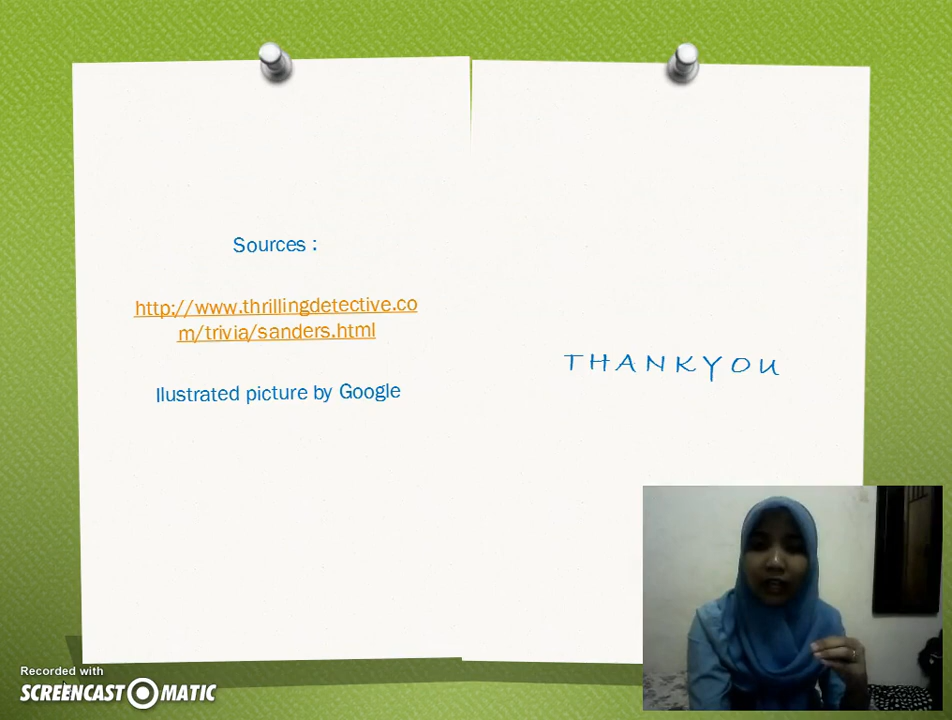 Sources :
http://www.thrillingdetective.co
m/trivia/sanders.html
Ilustrated picture by Google
THANKYOU
Recorded with
SCREENCAST MATIC